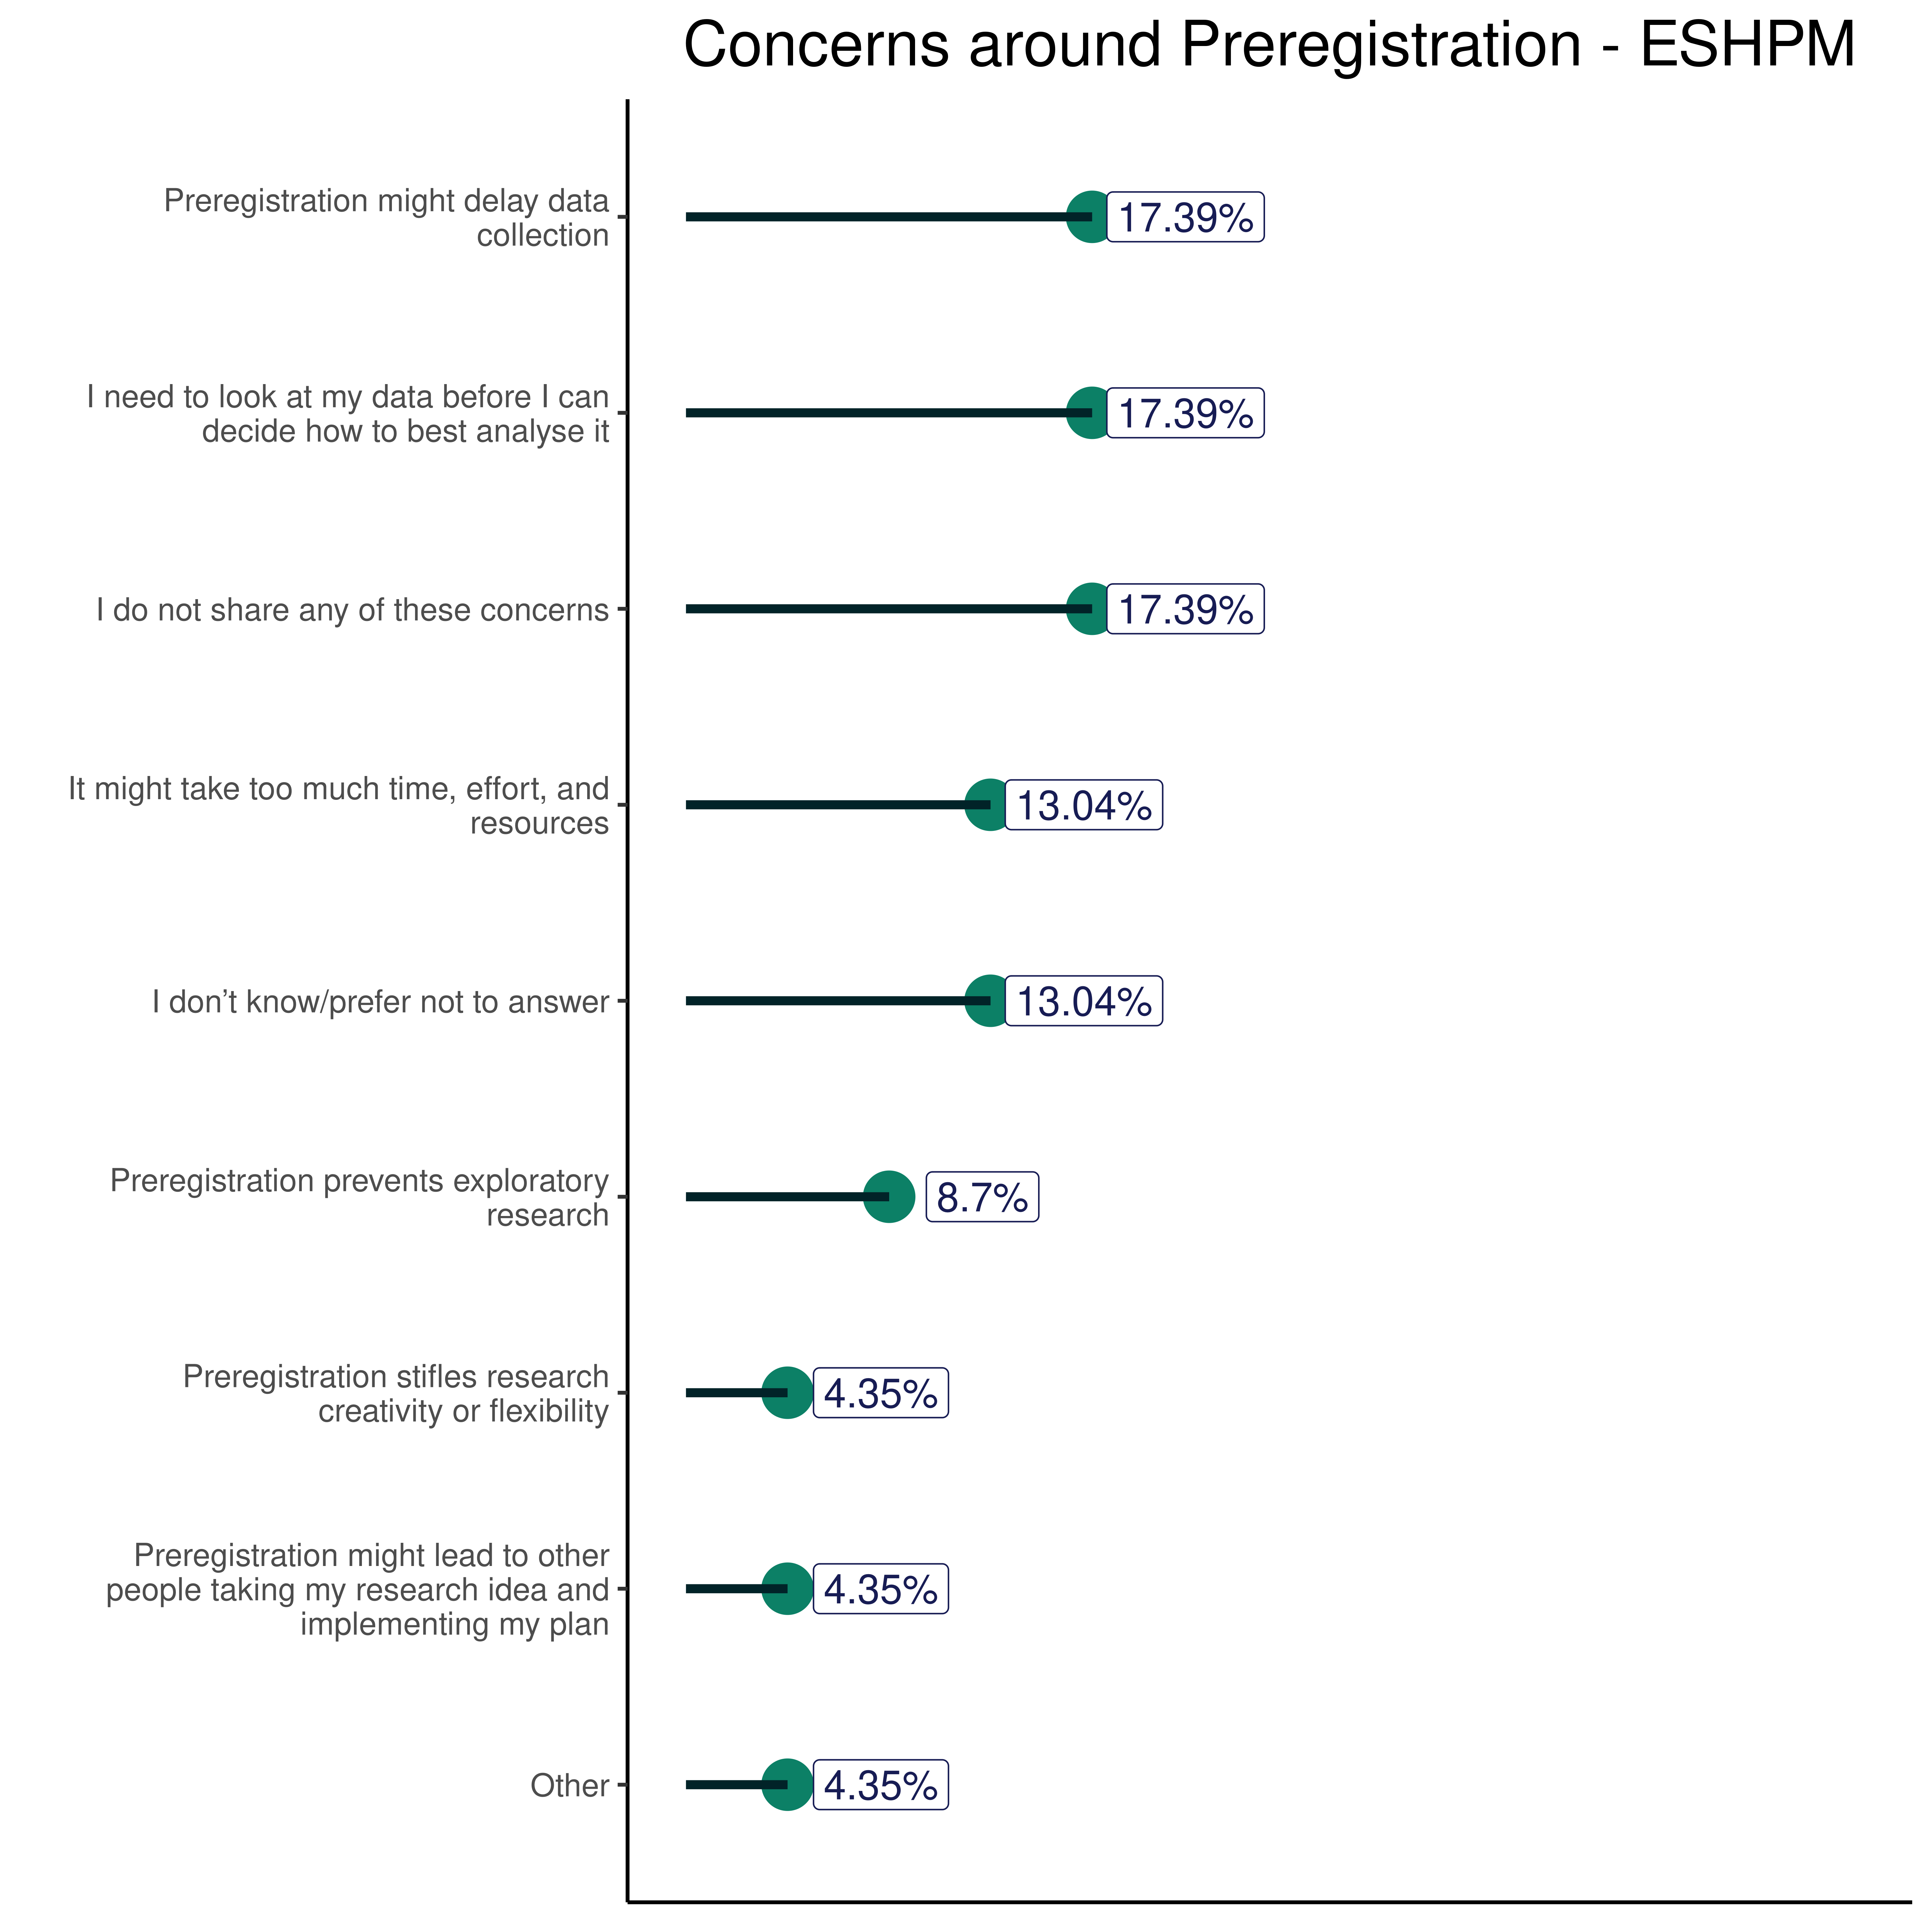 Concerns around Preregistration - ESHPM
Preregistration might delay data
collection
17.39%
I need to look at my data before I can
decide how to best analyse it
17.39%
I do not share any of these concerns
17.39%
It might take too much time, effort, and
resources
13.04%
I don’t know/prefer not to answer
13.04%
Preregistration prevents exploratory
research
8.7%
Preregistration stifles research
creativity or flexibility
4.35%
Preregistration might lead to other
people taking my research idea and
implementing my plan
4.35%
Other
4.35%